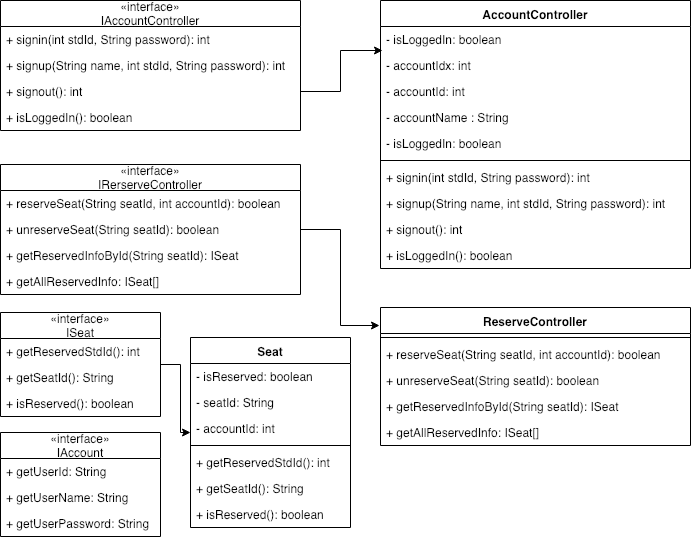 «interface»
IAccountController
+ signin(int stdId, String password): int
+ signup(String name, int stdId, String password): int
+ signout(): int
+ isLoggedIn(): boolean
AccountController
- isLoggedIn: boolean
- accountIdx: int
- accountId: int
- accountName : String
- isLoggedIn: boolean
+ signin(int stdId, String password): int
+ signup(String name, int stdId, String password): int
+ signout(): int
+ isLoggedIn(): boolean
«interface»
IRerserveController
+ reserveSeat(String seatId, int accountId): boolean
+ unreserveSeat(String seatId): boolean
+ getReservedInfoById(String seatId): ISeat
+ getAllReservedInfo: ISeat[]
ReserveController
+ reserveSeat(String seatId, int accountId): boolean
+ unreserveSeat(String seatId): boolean
+ getReservedInfoById(String seatId): ISeat
+ getAllReservedInfo: ISeat[]
«interface»
ISeat
+ getReservedStdId(): int
+ getSeatId(): String
+ isReserved(): boolean
Seat
- isReserved: boolean
- seatId: String
- accountId: int
+ getReservedStdId(): int
+ getSeatId(): String
+ isReserved(): boolean
«interface»
IAccount
+ getUserId: String
+ getUserName: String
+ getUserPassword: String